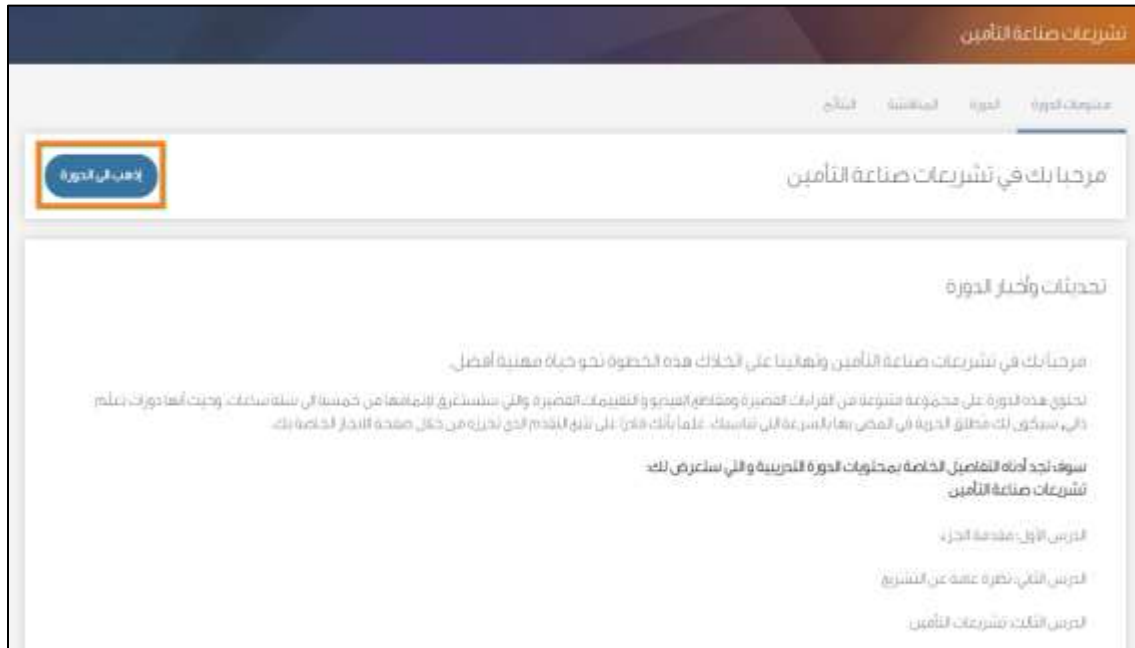 تشريعات صناعة التأمين
محتويات الدورة الدورة المناقشة النتائج
مرحبا بك في تشريعات صناعة التأمين
إذهب الى الدورة
تحديثات وأخبار الدورة
مرحبا بك في تشريعات صناعة التأمين وتهانينا على اتخاذك هذه الخطوة نحو حياة مهنية أفضل.
تحتوي هذه الدورة على مجموعة متنوعة من القراءات القصيرة ومقاطع الفيديو و التقييمات القصيرة والتي ستستغرق لإتمامها من خمسة الى ستة ساعات. وحيث أنها دورات تعلم
ذاتي، سيكون لك مطلق الحرية في المضي بها بالسرعة التي تناسبك. علما بأنك قادرا على تتبع التقدم الذي تحرزه من خلال صفحة الانجاز الخاصة بك.
سوف تجد أدناه التفاصيل الخاصة بمحتويات الدورة التدريبية و التي ستعرض لك:
تشريعات صناعة التأمين
الدرس الأول: مقدمة الجزء
الدرس الثاني: نظرة عامة عن التشريع
الدرس الثالث: تشريعات التأمين